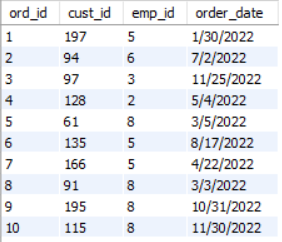 ord_id cust_id emp_id order_date
1 197 5 1/30/2022
2 94 6 7/2/2022
3 97 3 11/25/2022
4 128 2 5/4/2022
5 61 8 3/5/2022
6 135 5 8/17/2022
7 166 5 4/22/2022
8 91 8 3/3/2022
9 195 8 10/31/2022
10 115 8 11/30/2022